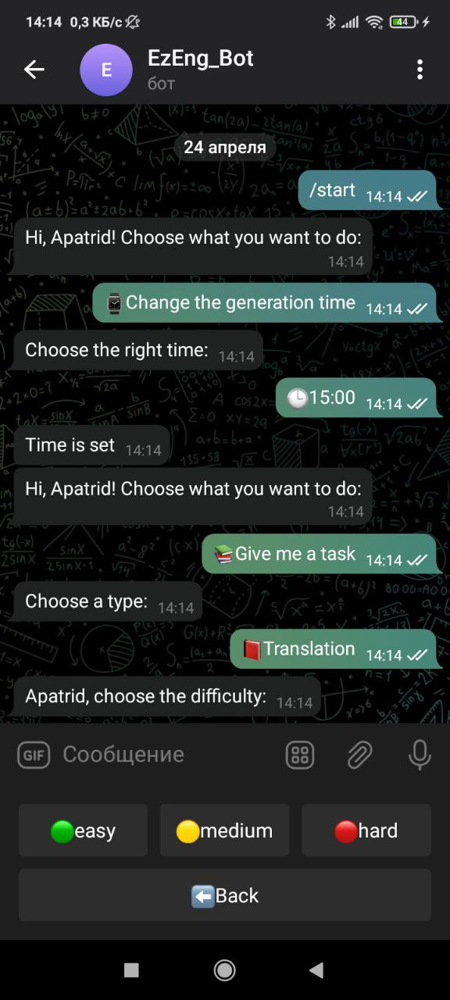 14:14 0,3 КБ/с
44
E
EzEng_Bot
бот
24 апреля
/start 14:14
Hi, Apatrid! Choose what you want to do:
14:14
Change the generation time 14:14
Choose the right time: 14:14
15:00 14:14
Time is set 14:14
Hi, Apatrid! Choose what you want to do:
14:14
Give me a task 14:14
Choose a type: 14:14
Translation 14:14
Apatrid, choose the difficulty: 14:14
GIF Сообщение
easy medium hard
Back